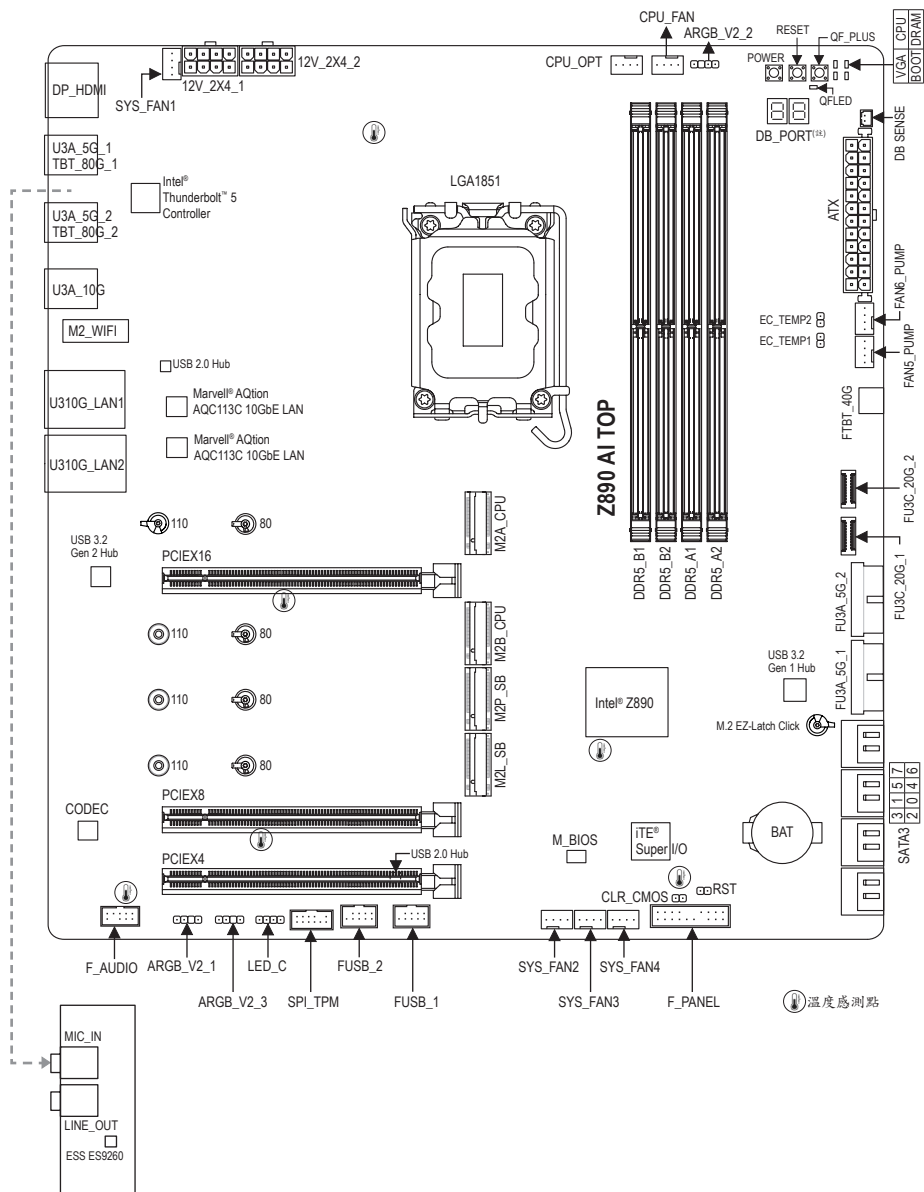 CPU_FAN
ARGB_V2_2
RESET
QF_PLUS
CPU
DRAM
VGA
BOOT
CPU_OPT
POWER
12V_2X4_2
12V_2X4_1
SYS_FAN1
DP_HDMI
QFLED
DB_PORT(註)
DB SENSE
U3A_5G_1
TBT_80G_1
Intel®
Thunderbolt™ 5
Controller
LGA1851
ATX
U3A_5G_2
TBT_80G_2
FAN6_PUMP
U3A_10G
M2_WIFI
EC_TEMP2
EC_TEMP1
FAN5_PUMP
USB 2.0 Hub
U310G_LAN1
Marvell® AQtion
AQC113C 10GbE LAN
FTBT_40G
U310G_LAN2
Marvell® AQtion
AQC113C 10GbE LAN
Z890 AI TOP
FU3C_20G_2
110
80
M2A_CPU
USB 3.2
Gen 2 Hub
PCIEX16
DDR5_B1
DDR5_B2
DDR5_A1
DDR5_A2
FU3C_20G_1
FU3A_5G_2
110
80
M2B_CPU
USB 3.2
Gen 1 Hub
FU3A_5G_1
110
80
M2P_SB
Intel® Z890
M.2 EZ-Latch Click
110
80
M2L_SB
3 1 5 7
2 0 4 6
SATA3
CODEC
PCIEX8
BAT
M_BIOS
iTE®
Super I/O
USB 2.0 Hub
PCIEX4
CLR_CMOS
RST
F_AUDIO
ARGB_V2_1
LED_C
FUSB_2
ARGB_V2_3
SPI_TPM
FUSB_1
SYS_FAN2
SYS_FAN4
SYS_FAN3
F_PANEL
溫度感測點
MIC_IN
LINE_OUT
ESS ES9260